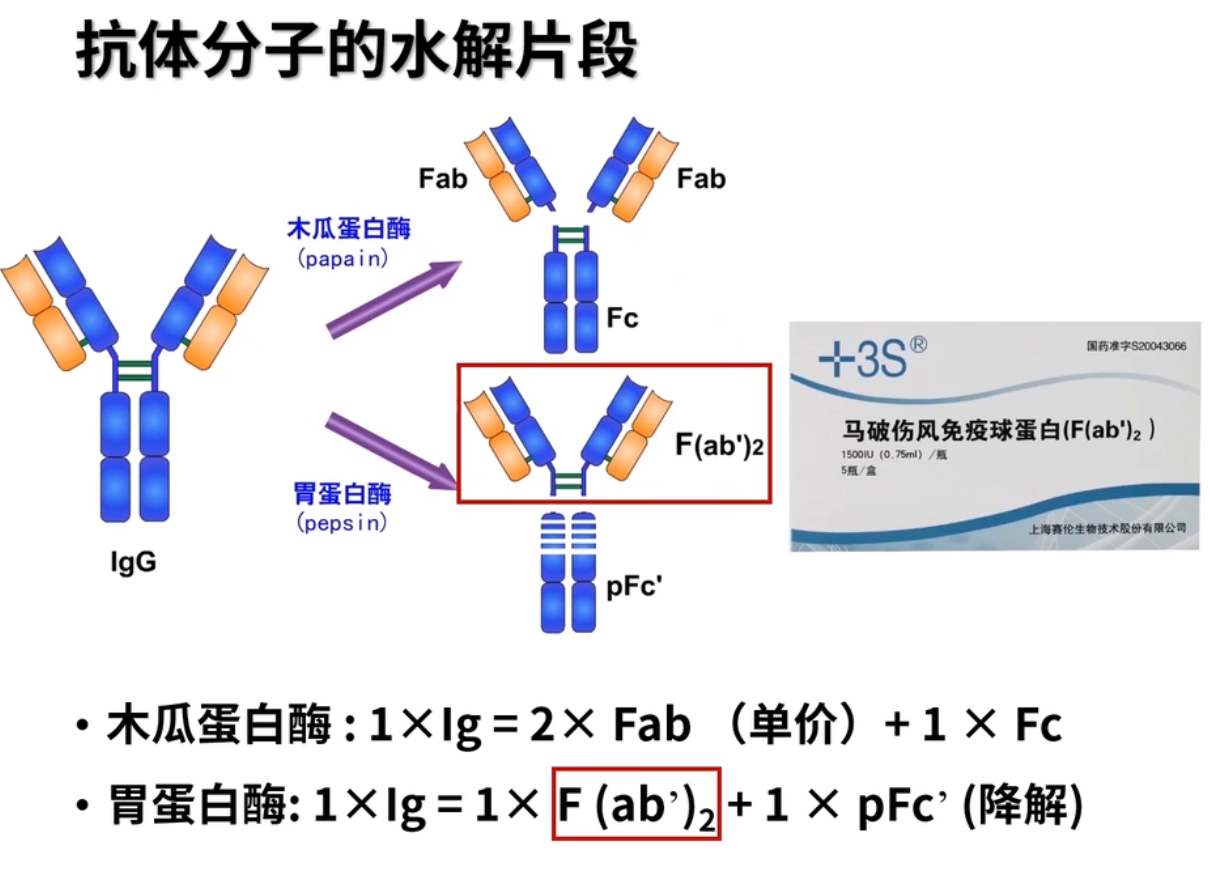 抗体分子的水解片段
Fab
Fab
木瓜蛋白酶
(papain)
Fc
IgG
胃蛋白酶
(pepsin)
F(ab')2
pFc'
+3S®
国药准字S20043066
马破伤风免疫球蛋白(F(ab')₂)
1500IU（0.75ml）/瓶
5瓶/盒
上海赛伦生物技术股份有限公司
• 木瓜蛋白酶 : 1×Ig = 2× Fab （单价）+ 1 × Fc
• 胃蛋白酶: 1×Ig = 1× F (ab’)₂ + 1 × pFc’ (降解)